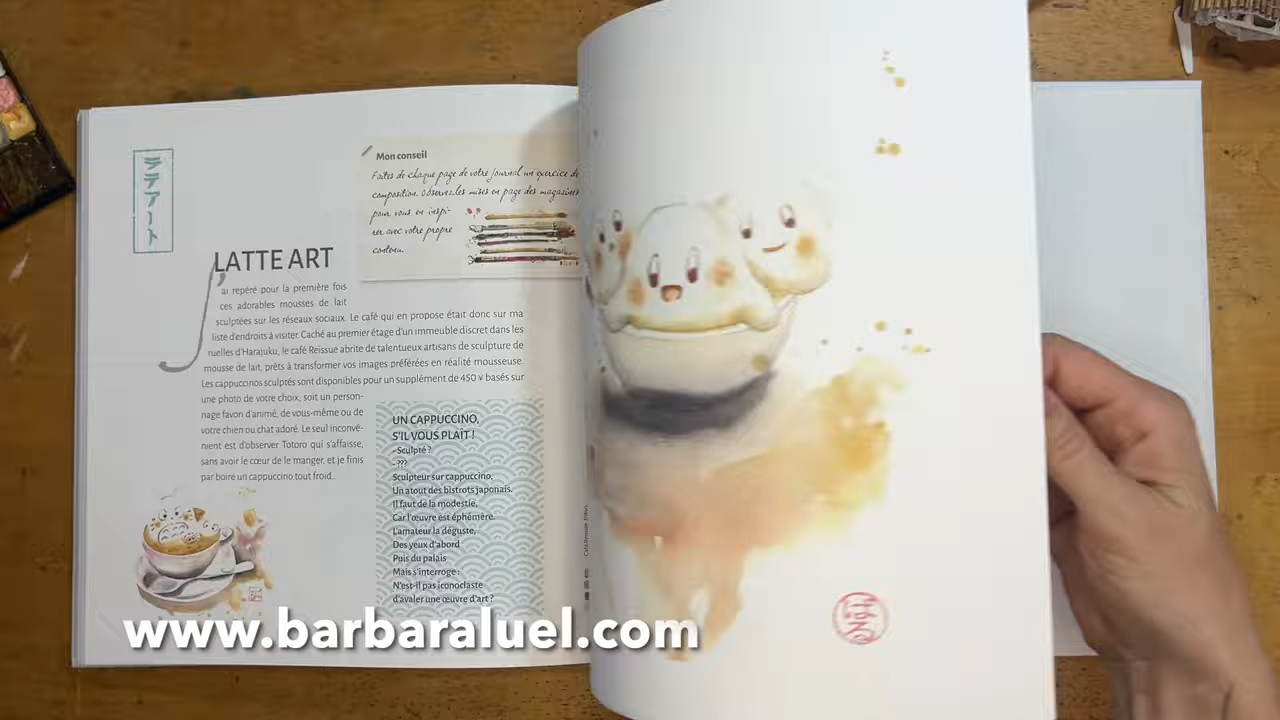 ラテアート
Mon conseil
Faites de chaque page de votre journal un exercice de
composition. Observez les mises en page des magazines
pour vous en inspi-
rer avec votre propre
contenu.
LATTE ART
J'ai repéré pour la première fois
ces adorables mousses de lait
sculptées sur les réseaux sociaux. Le café qui en propose était donc sur ma
liste d'endroits à visiter. Caché au premier étage d'un immeuble discret dans les
ruelles d'Harajuku, le café Reissue abrite de talentueux artisans de sculpture de
mousse de lait, prêts à transformer vos images préférées en réalité mousseuse.
Les cappuccinos sculptés sont disponibles pour un supplément de 450 ¥ basés sur
une photo de votre choix, soit un person-
nage favori d'animé, de vous-même ou de
votre chien ou chat adoré. Le seul inconvé-
nient est d'observer Totoro qui s'affaisse,
sans avoir le cœur de le manger, et je finis
par boire un cappuccino tout froid...
UN CAPPUCCINO,
S'IL VOUS PLAÎT !
- Sculpté ?
- ???
Sculpteur sur cappuccino,
Un atout des bistrots japonais.
Il faut de la modestie,
Car l'œuvre est éphémère.
L'amateur la déguste,
Des yeux d'abord
Puis du palais
Mais s'interroge :
N'est-il pas iconoclaste
d'avaler une œuvre d'art ?
www.barbaraluel.com